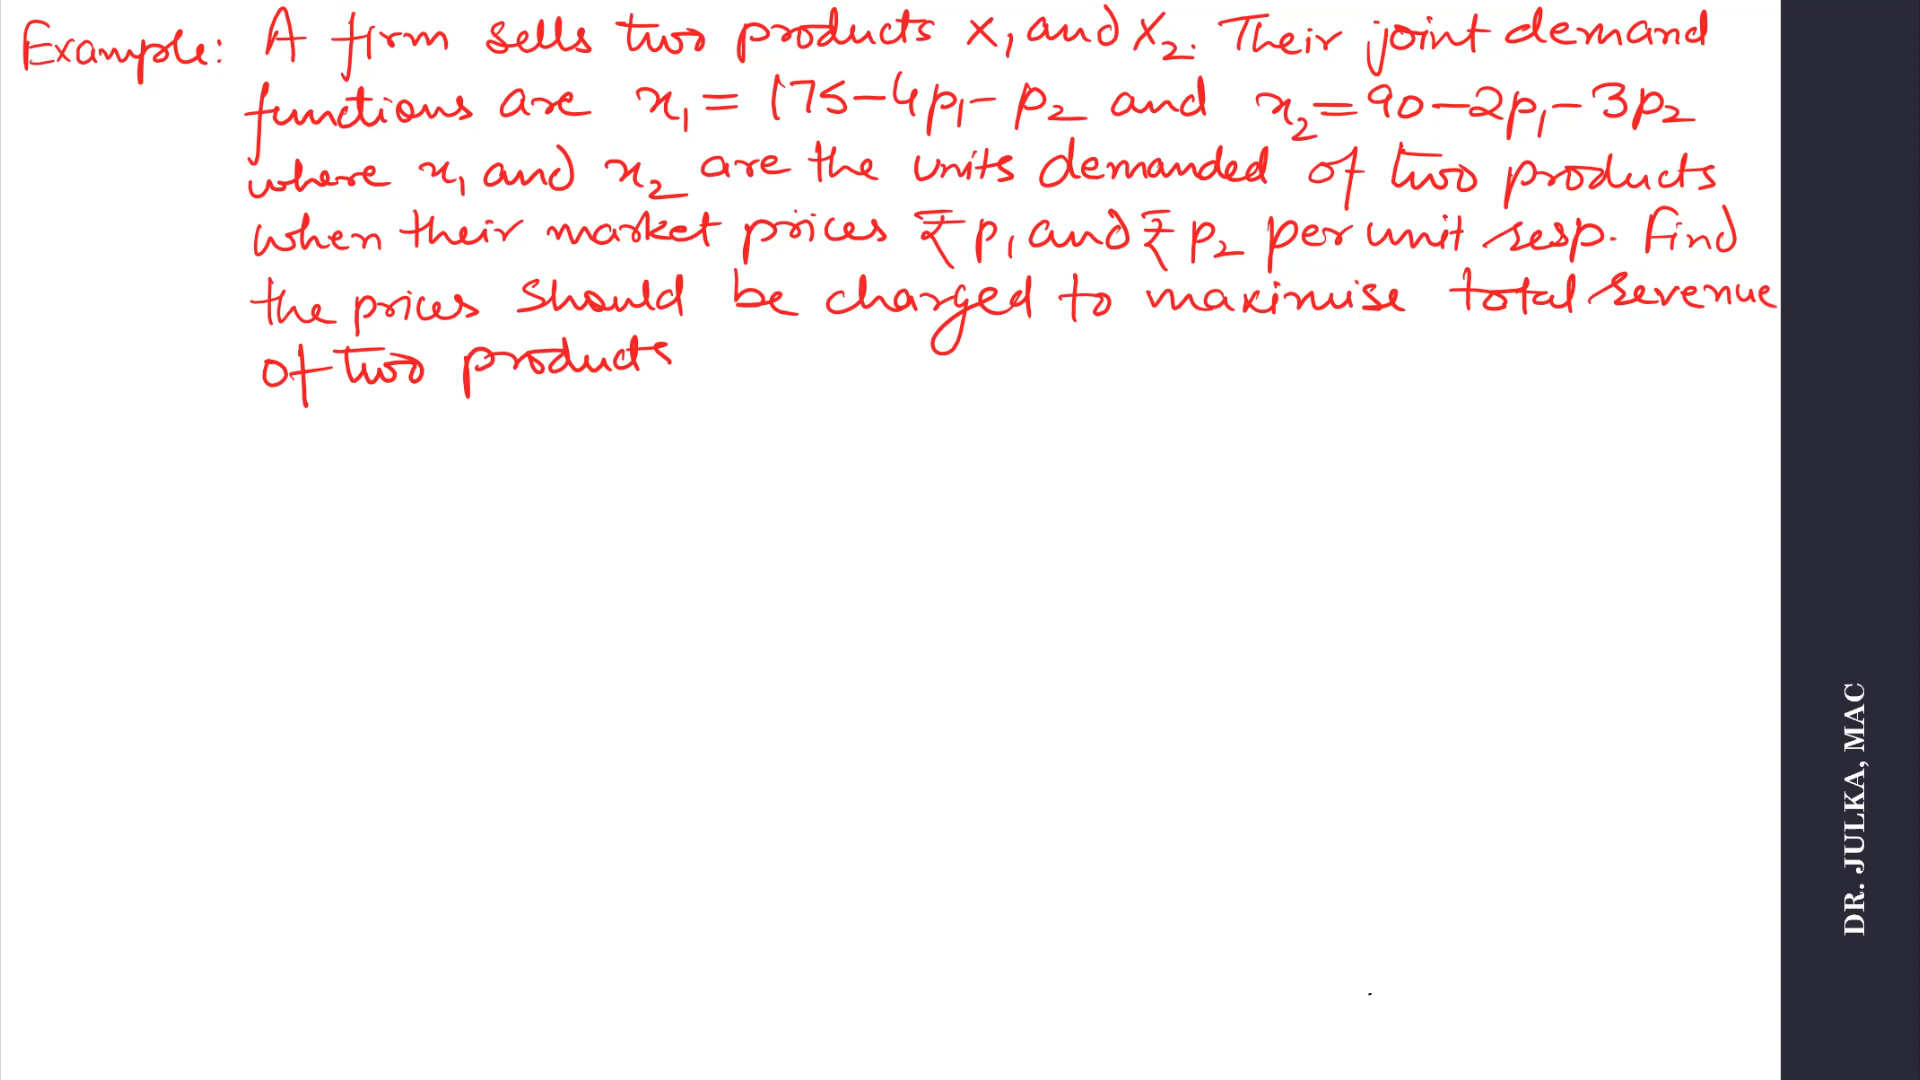 Example: A firm sells two products X₁ and X₂. Their joint demand
functions are x₁ = 175-4p₁- p₂ and x₂=90-2p₁-3p₂
where x₁ and x₂ are the units demanded of two products
when their market prices ₹ p₁ and ₹ p₂ per unit resp. Find
the prices should be charged to maximise total revenue
of two products
DR. JULKA, MAC